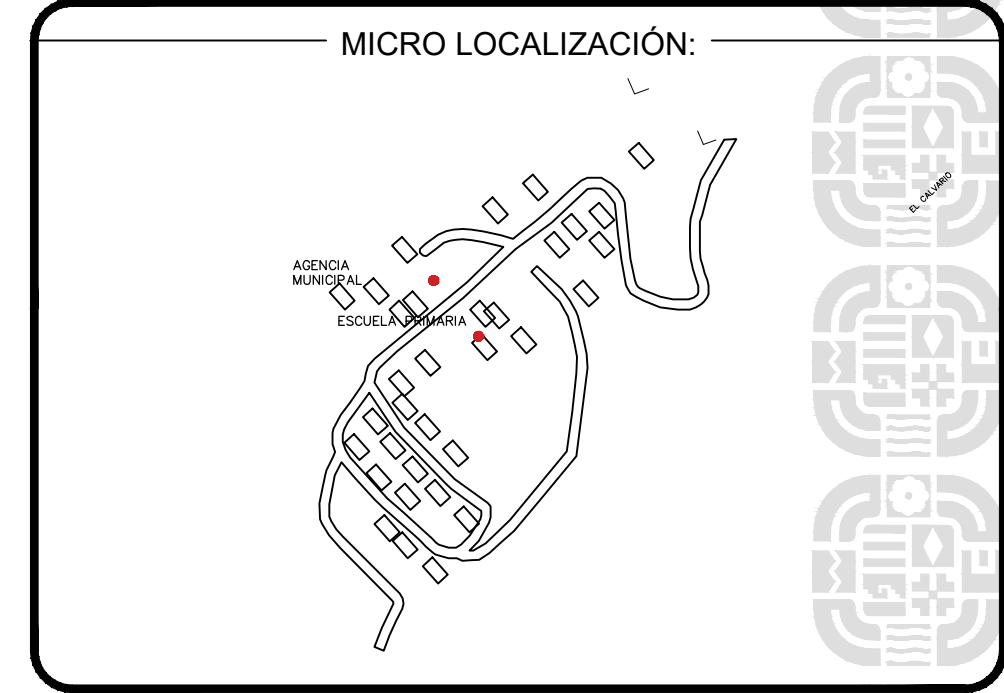 MICRO LOCALIZACIÓN:
EL CALVARIO
AGENCIA
MUNICIPAL
ESCUELA PRIMARIA